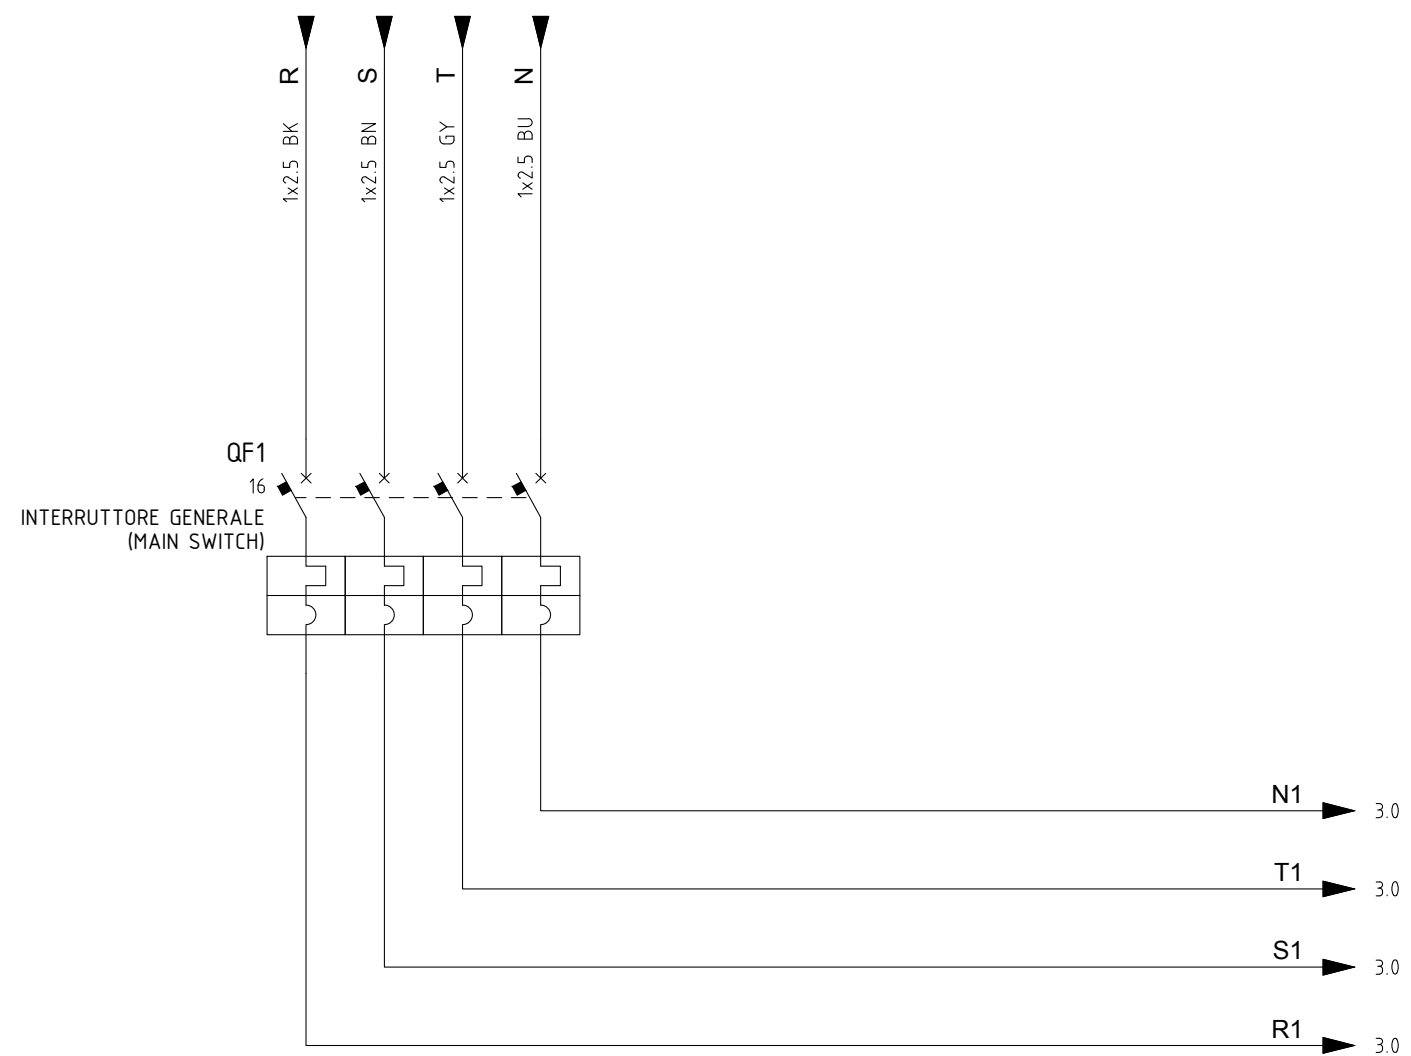 R
S
T
N
1x2.5 BK
1x2.5 BN
1x2.5 GY
1x2.5 BU
QF1
16
INTERRUTTORE GENERALE
(MAIN SWITCH)
N1
3.0
T1
3.0
S1
3.0
R1
3.0